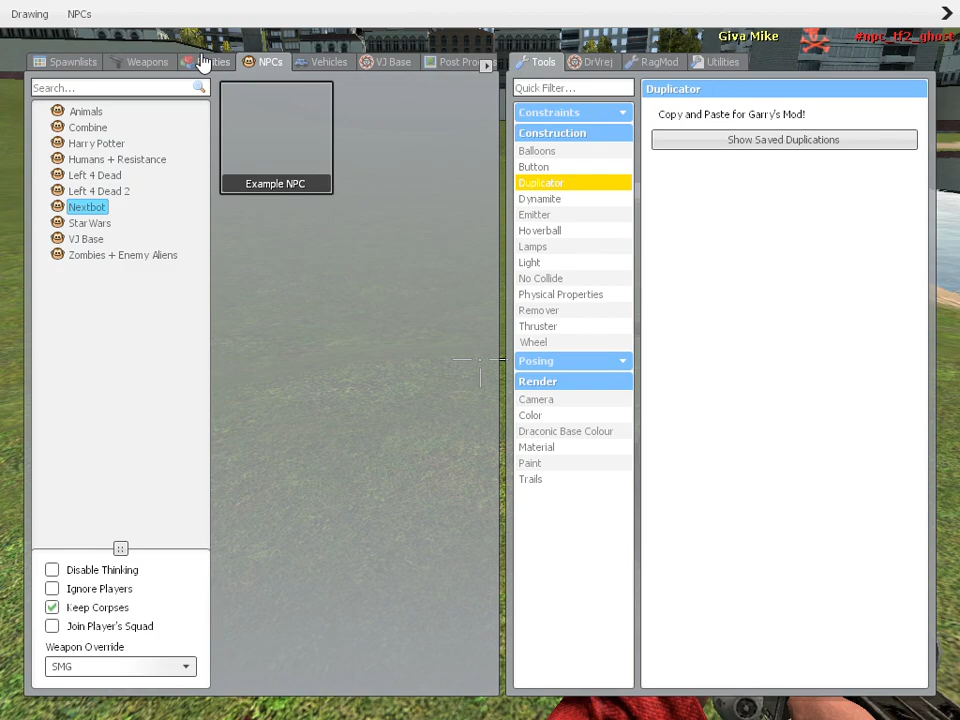 Drawing NPCs
Giva Mike #npc_tf2_ghost
Spawnlists Weapons NPCs Vehicles VJ Base Post Pro
Tools DrVrej RagMod Utilities
Search...
Animals
Combine
Harry Potter
Humans + Resistance
Left 4 Dead
Left 4 Dead 2
Nextbot
Star Wars
VJ Base
Zombies + Enemy Aliens
Example NPC
Disable Thinking
Ignore Players
Keep Corpses
Join Player's Squad
Weapon Override
SMG
Quick Filter...
Constraints
Construction
Balloons
Button
Duplicator
Dynamite
Emitter
Hoverball
Lamps
Light
No Collide
Physical Properties
Remover
Thruster
Wheel
Posing
Render
Camera
Color
Draconic Base Colour
Material
Paint
Trails
Duplicator
Copy and Paste for Garry's Mod!
Show Saved Duplications